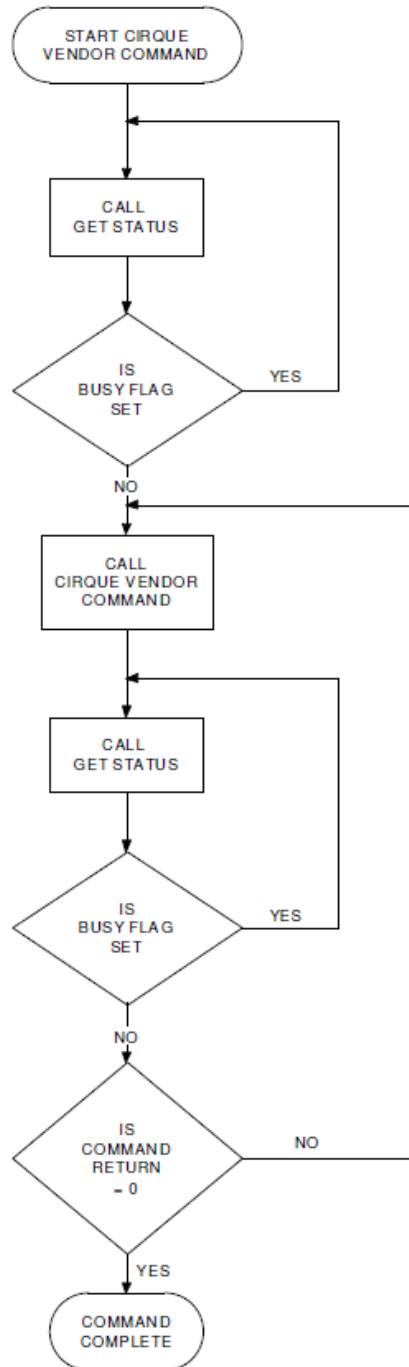 START CIRQUE
VENDOR COMMAND
CALL
GET STATUS
IS
BUSY FLAG
SET
YES
NO
CALL
CIRQUE VENDOR
COMMAND
CALL
GET STATUS
IS
BUSY FLAG
SET
YES
NO
IS
COMMAND
RETURN
= 0
NO
YES
COMMAND
COMPLETE